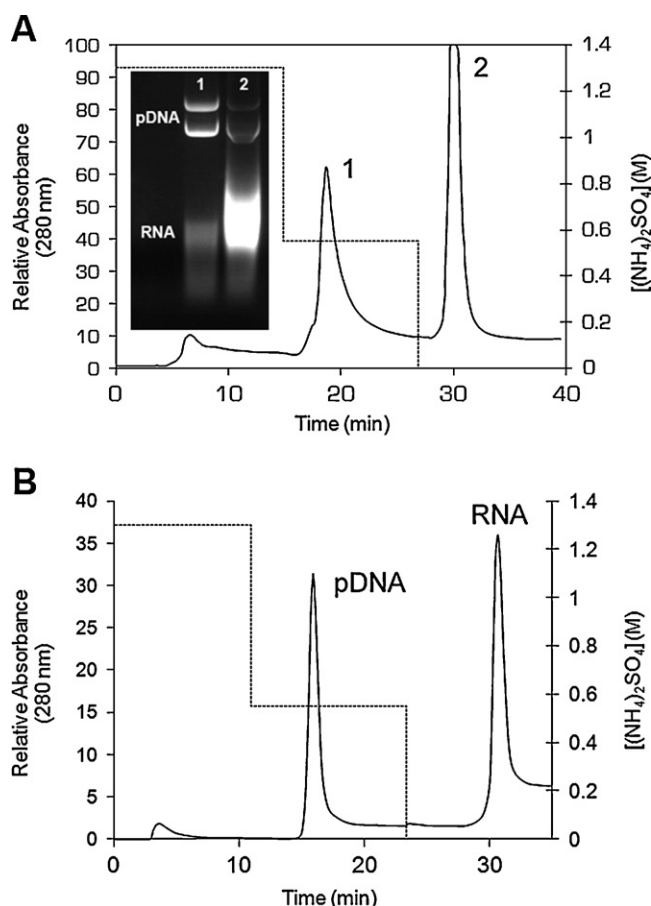 A
100
90
80
70
60
50
40
30
20
10
0
Relative Absorbance
(280 nm)
1 2
pDNA
RNA
1
2
1.4
1.2
1
0.8
0.6
0.4
0.2
0
[(NH4)2SO4] (M)
0 10 20 30 40
Time (min)
B
40
35
30
25
20
15
10
5
0
Relative Absorbance
(280 nm)
pDNA
RNA
1.4
1.2
1
0.8
0.6
0.4
0.2
0
[(NH4)2SO4] (M)
0 10 20 30
Time (min)